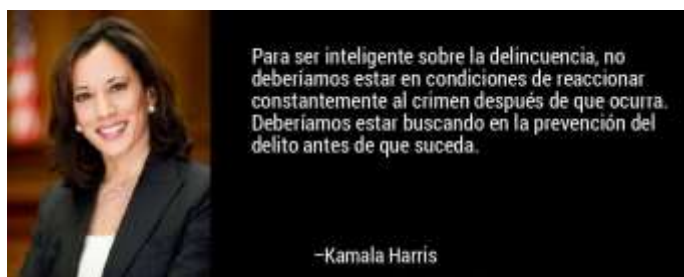 Para ser inteligente sobre la delincuencia, no
deberíamos estar en condiciones de reaccionar
constantemente al crimen después de que ocurra.
Deberíamos estar buscando en la prevención del
delito antes de que suceda.
–Kamala Harris